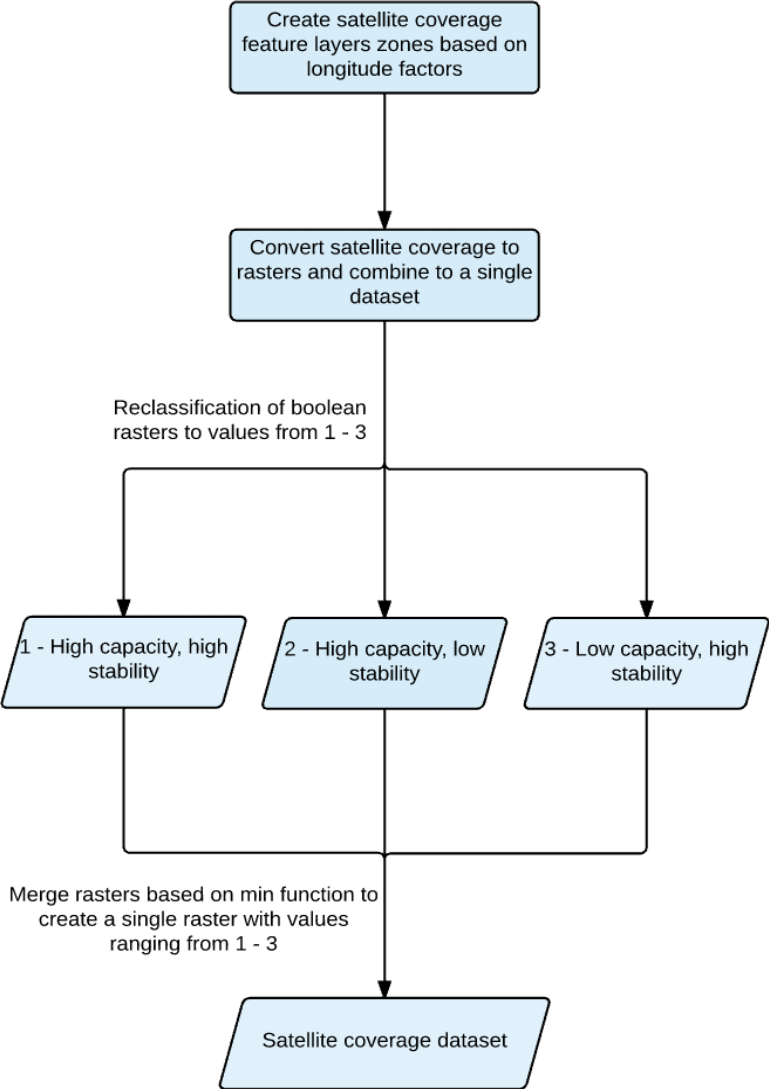 Create satellite coverage
feature layers zones based on
longitude factors
Convert satellite coverage to
rasters and combine to a single
dataset
Reclassification of boolean
rasters to values from 1 - 3
1 - High capacity, high
stability
2 - High capacity, low
stability
3 - Low capacity, high
stability
Merge rasters based on min function to
create a single raster with values
ranging from 1 - 3
Satellite coverage dataset